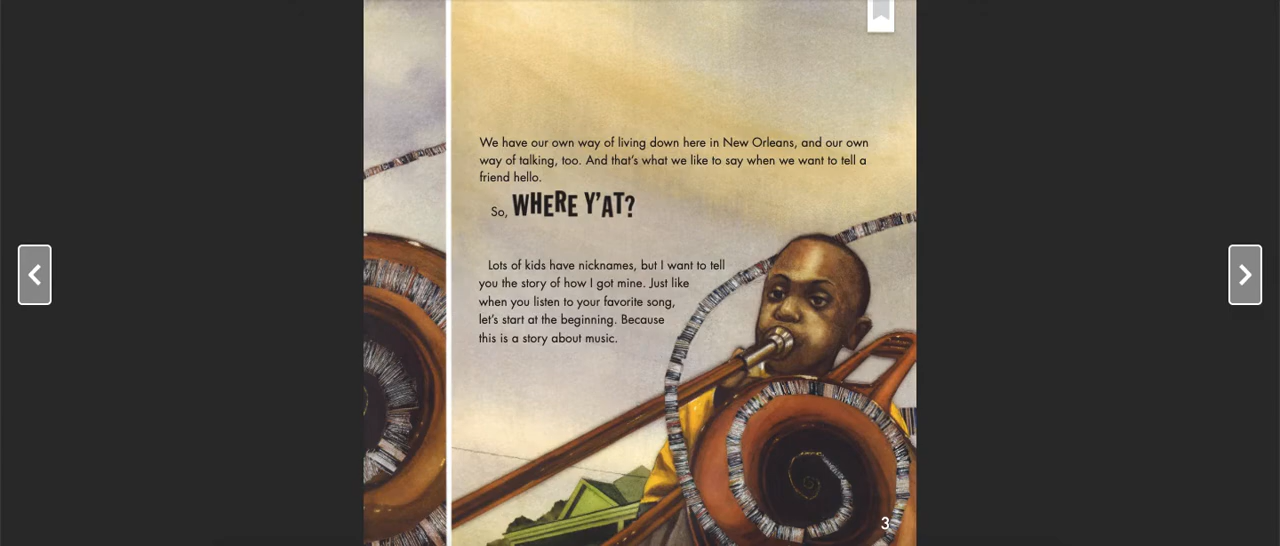 We have our own way of living down here in New Orleans, and our own
way of talking, too. And that's what we like to say when we want to tell a
friend hello.
So, WHERE Y'AT?
Lots of kids have nicknames, but I want to tell
you the story of how I got mine. Just like
when you listen to your favorite song,
let's start at the beginning. Because
this is a story about music.
3